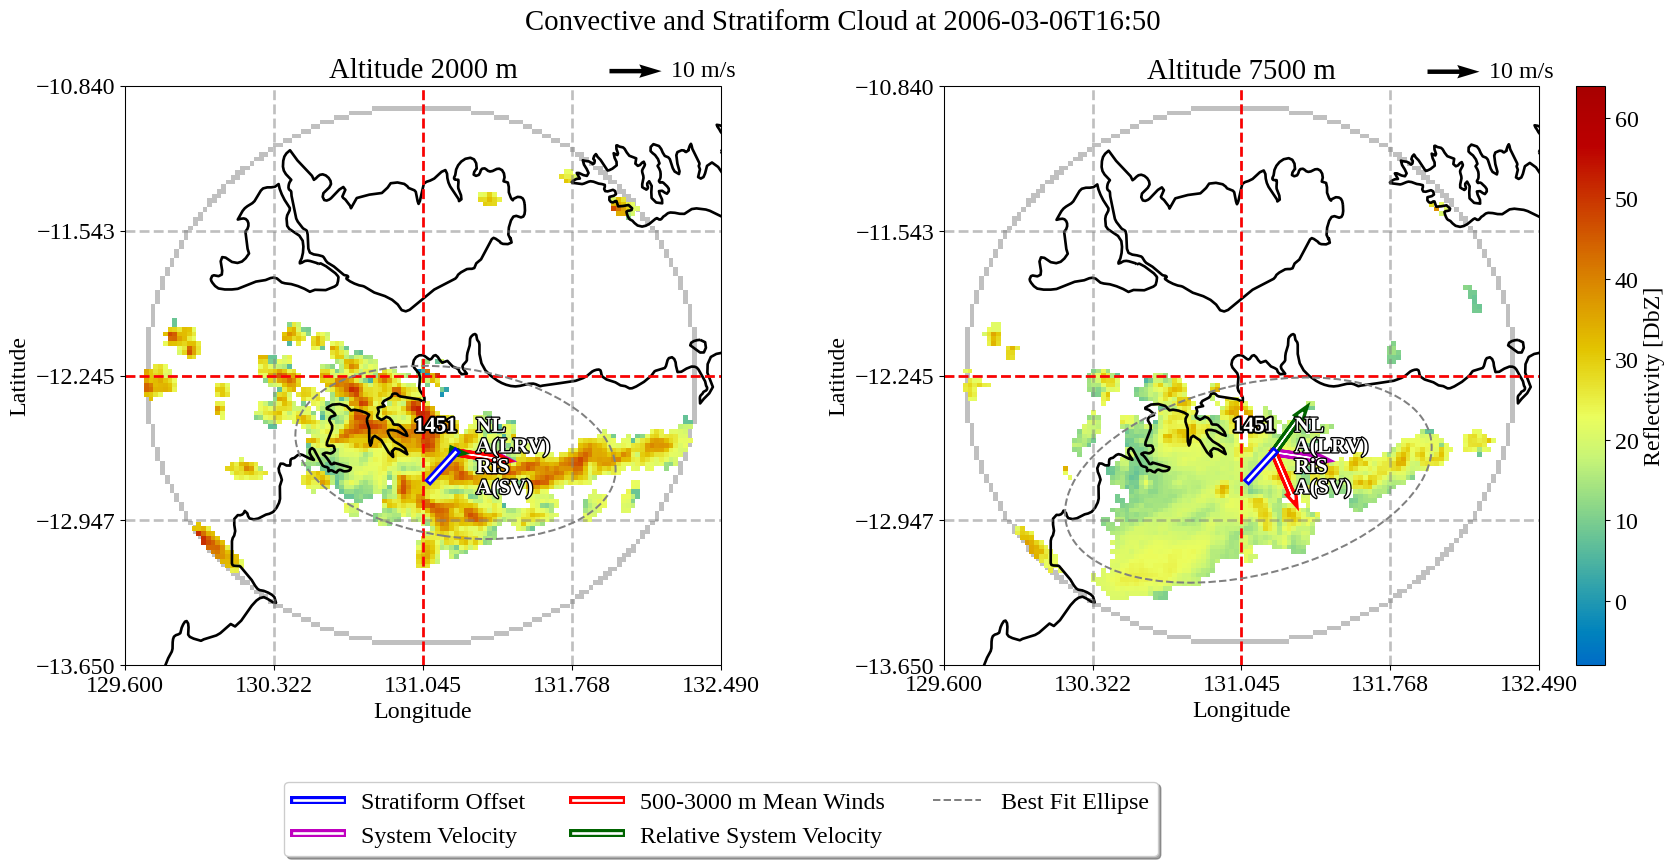 Convective and Stratiform Cloud at 2006-03-06T16:50
Altitude 2000 m
10 m/s
Altitude 7500 m
10 m/s
−10.840
−11.543
−12.245
−12.947
−13.650
Latitude
129.600
130.322
131.045
131.768
132.490
Longitude
1451
NL
A(LRV)
RiS
A(SV)
−10.840
−11.543
−12.245
−12.947
−13.650
Latitude
129.600
130.322
131.045
131.768
132.490
Longitude
1451
NL
A(LRV)
RiS
A(SV)
60
50
40
30
20
10
0
Reflectivity [DbZ]
Stratiform Offset
500-3000 m Mean Winds
Best Fit Ellipse
System Velocity
Relative System Velocity